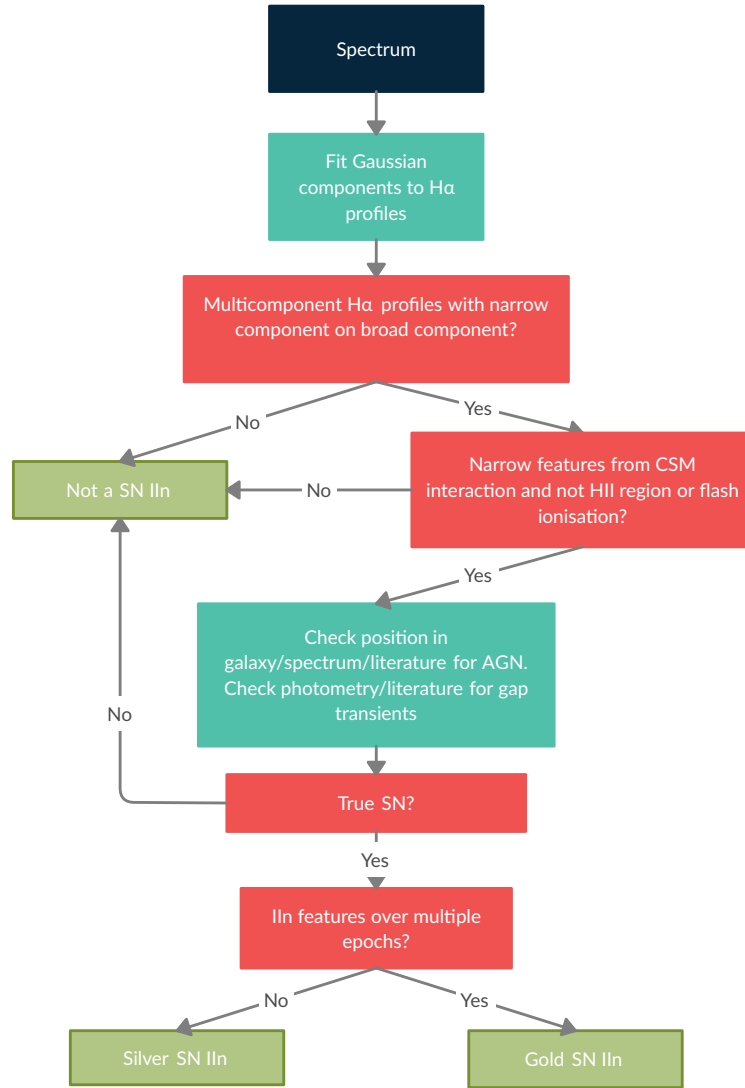 Spectrum
Fit Gaussian
components to Hα
profiles
Multicomponent Hα profiles with narrow
component on broad component?
No
Yes
Not a SN IIn
Narrow features from CSM
interaction and not HII region or flash
ionisation?
No
Yes
Check position in
galaxy/spectrum/literature for AGN.
Check photometry/literature for gap
transients
No
True SN?
Yes
IIn features over multiple
epochs?
No
Yes
Silver SN IIn
Gold SN IIn